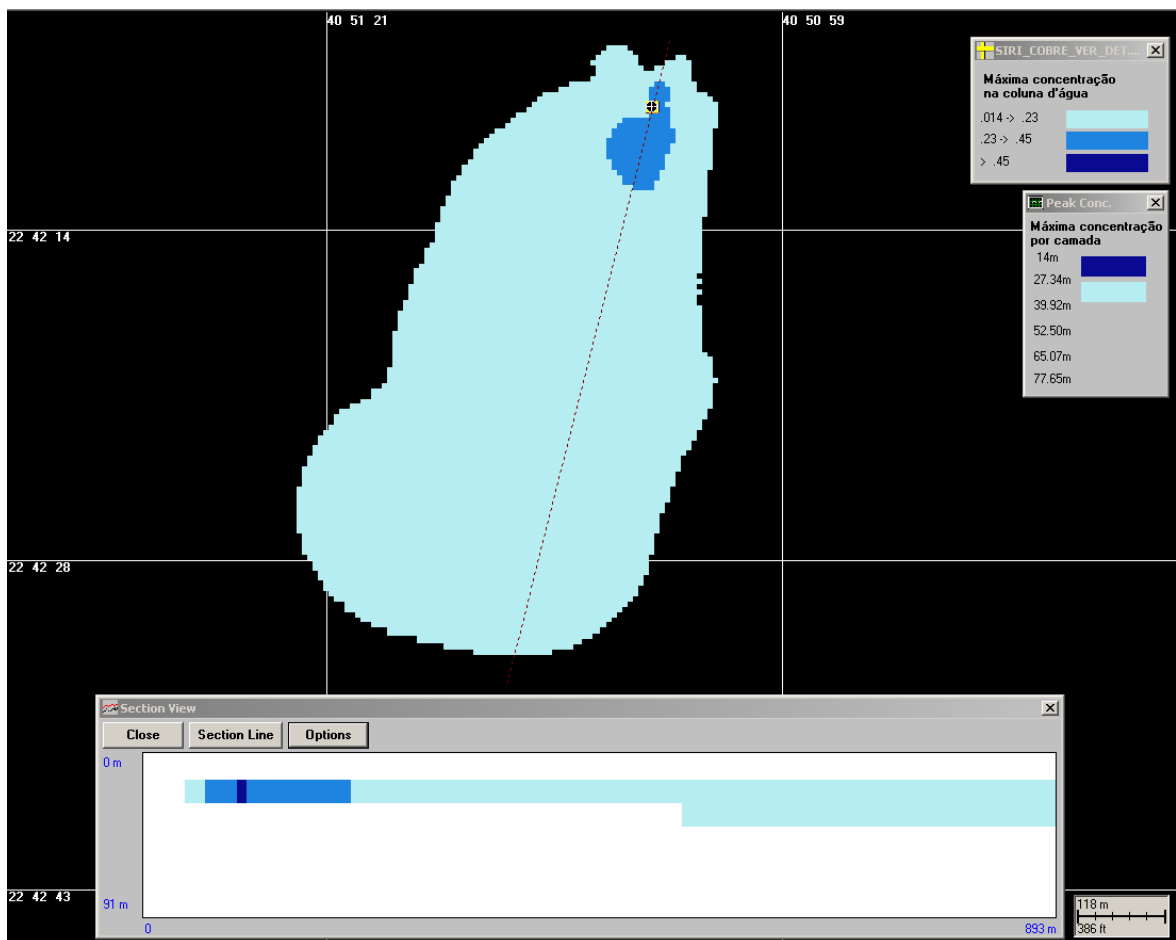 40 51 21
40 50 59
SIRI_COBRE_VER_DET....
Máxima concentração
na coluna d'água
.014 -> .23
.23 -> .45
> .45
Peak Conc.
Máxima concentração
por camada
14m
27.34m
39.92m
52.50m
65.07m
77.65m
22 42 14
22 42 28
22 42 43
Section View
Close
Section Line
Options
0 m
91 m
0
893 m
118 m
386 ft